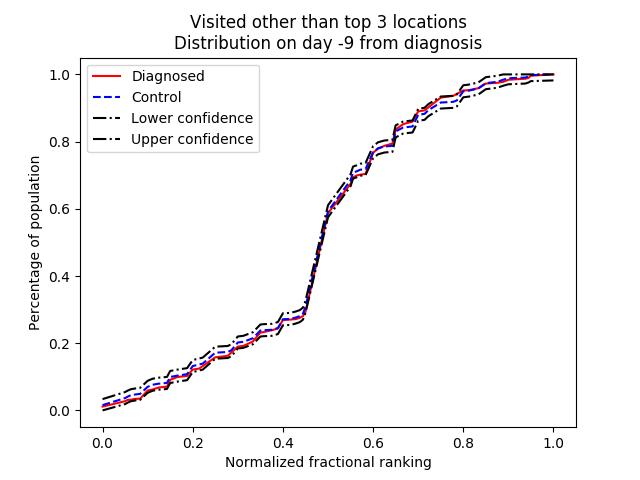 Visited other than top 3 locations
Distribution on day -9 from diagnosis
Percentage of population
1.0
0.8
0.6
0.4
0.2
0.0
Diagnosed
Control
Lower confidence
Upper confidence
0.0 0.2 0.4 0.6 0.8 1.0
Normalized fractional ranking